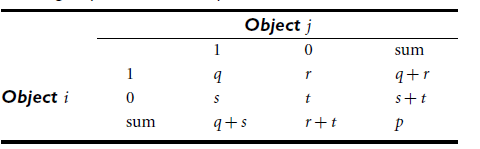 Object j
1 0 sum
1 q r q+r
Object i 0 s t s+t
sum q+s r+t p